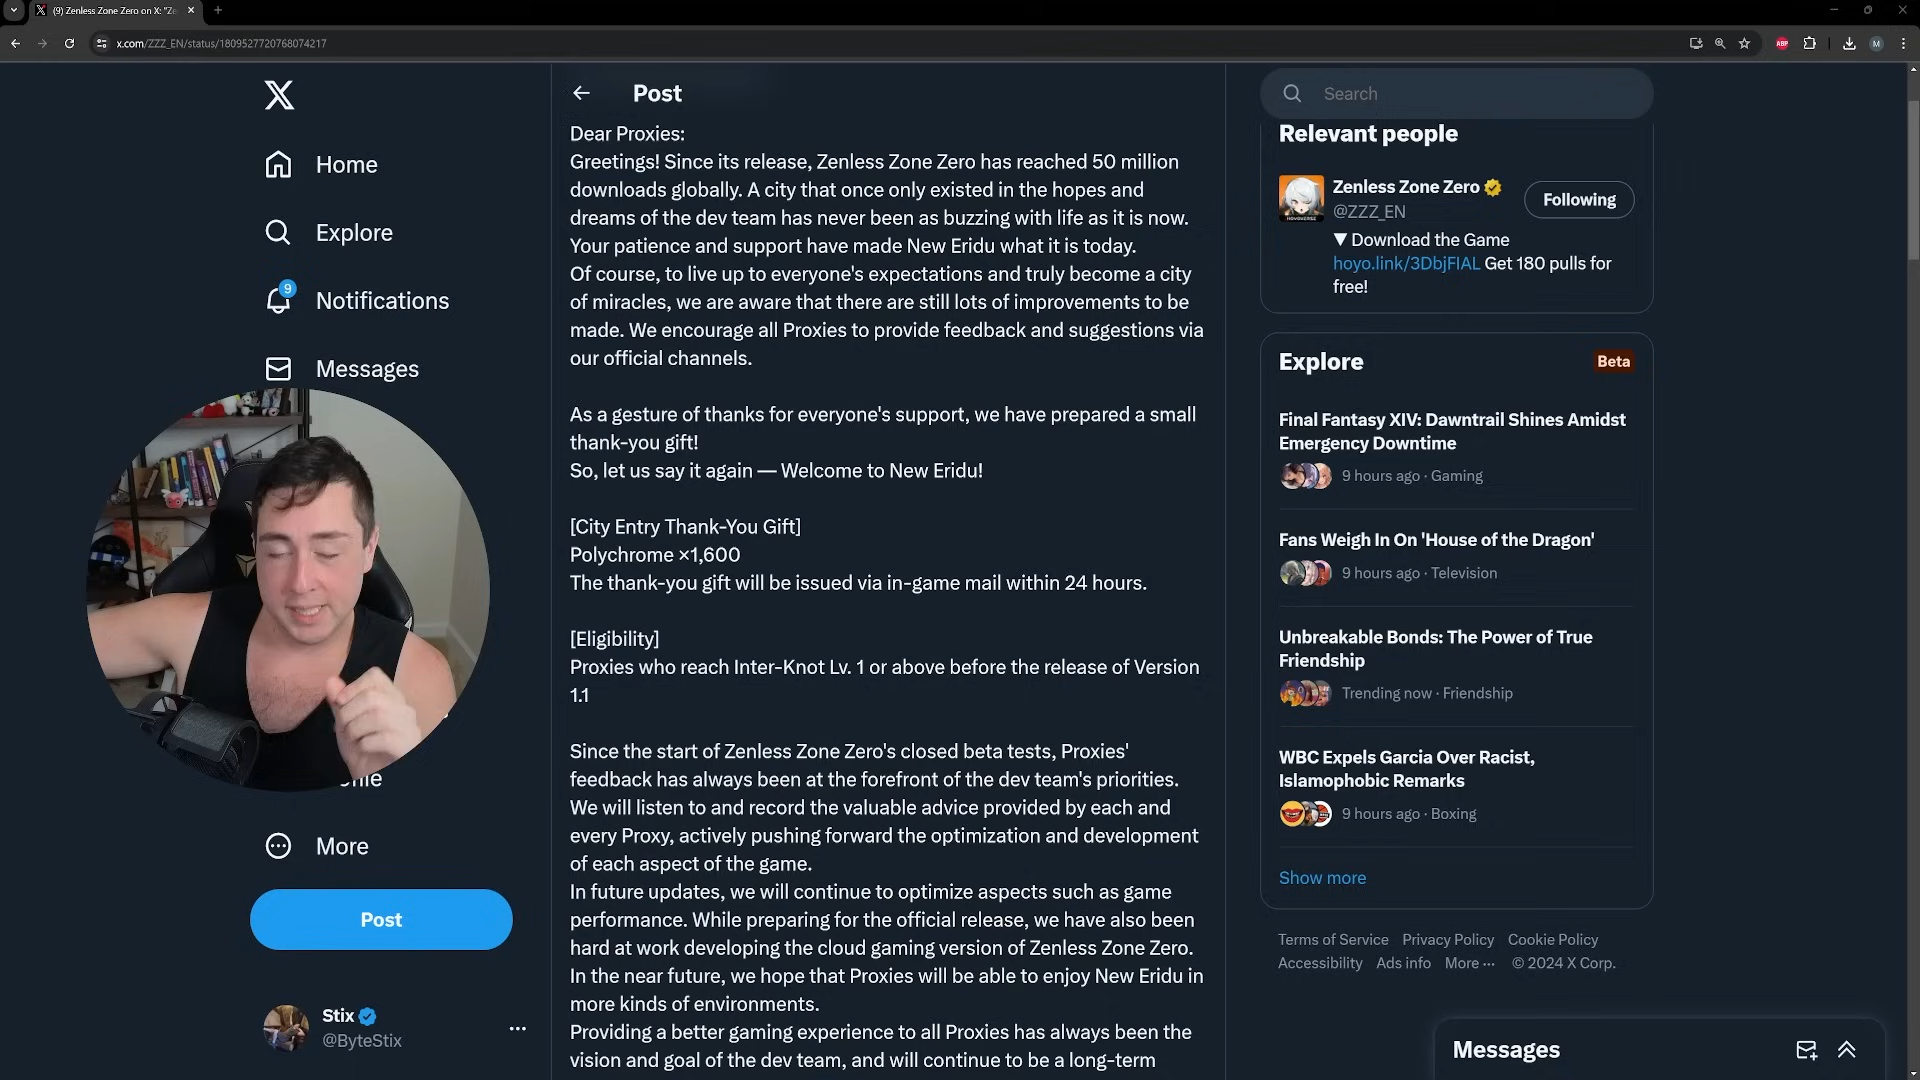 (9) Zenless Zone Zero on X: "Ze
x.com/ZZZ_EN/status/1809527720768074217
ABP
M
Home
Explore
9
Notifications
Messages
More
Post
Stix
@ByteStix
Post
Dear Proxies:
Greetings! Since its release, Zenless Zone Zero has reached 50 million
downloads globally. A city that once only existed in the hopes and
dreams of the dev team has never been as buzzing with life as it is now.
Your patience and support have made New Eridu what it is today.
Of course, to live up to everyone's expectations and truly become a city
of miracles, we are aware that there are still lots of improvements to be
made. We encourage all Proxies to provide feedback and suggestions via
our official channels.
As a gesture of thanks for everyone's support, we have prepared a small
thank-you gift!
So, let us say it again — Welcome to New Eridu!
[City Entry Thank-You Gift]
Polychrome ×1,600
The thank-you gift will be issued via in-game mail within 24 hours.
[Eligibility]
Proxies who reach Inter-Knot Lv. 1 or above before the release of Version
1.1
Since the start of Zenless Zone Zero's closed beta tests, Proxies'
feedback has always been at the forefront of the dev team's priorities.
We will listen to and record the valuable advice provided by each and
every Proxy, actively pushing forward the optimization and development
of each aspect of the game.
In future updates, we will continue to optimize aspects such as game
performance. While preparing for the official release, we have also been
hard at work developing the cloud gaming version of Zenless Zone Zero.
In the near future, we hope that Proxies will be able to enjoy New Eridu in
more kinds of environments.
Providing a better gaming experience to all Proxies has always been the
vision and goal of the dev team, and will continue to be a long-term
Search
Relevant people
Zenless Zone Zero
@ZZZ_EN
Following
▼ Download the Game
hoyo.link/3DbjFIAL Get 180 pulls for
free!
Explore
Beta
Final Fantasy XIV: Dawntrail Shines Amidst
Emergency Downtime
9 hours ago · Gaming
Fans Weigh In On 'House of the Dragon'
9 hours ago · Television
Unbreakable Bonds: The Power of True
Friendship
Trending now · Friendship
WBC Expels Garcia Over Racist,
Islamophobic Remarks
9 hours ago · Boxing
Show more
Terms of Service Privacy Policy Cookie Policy
Accessibility Ads info More ··· © 2024 X Corp.
Messages